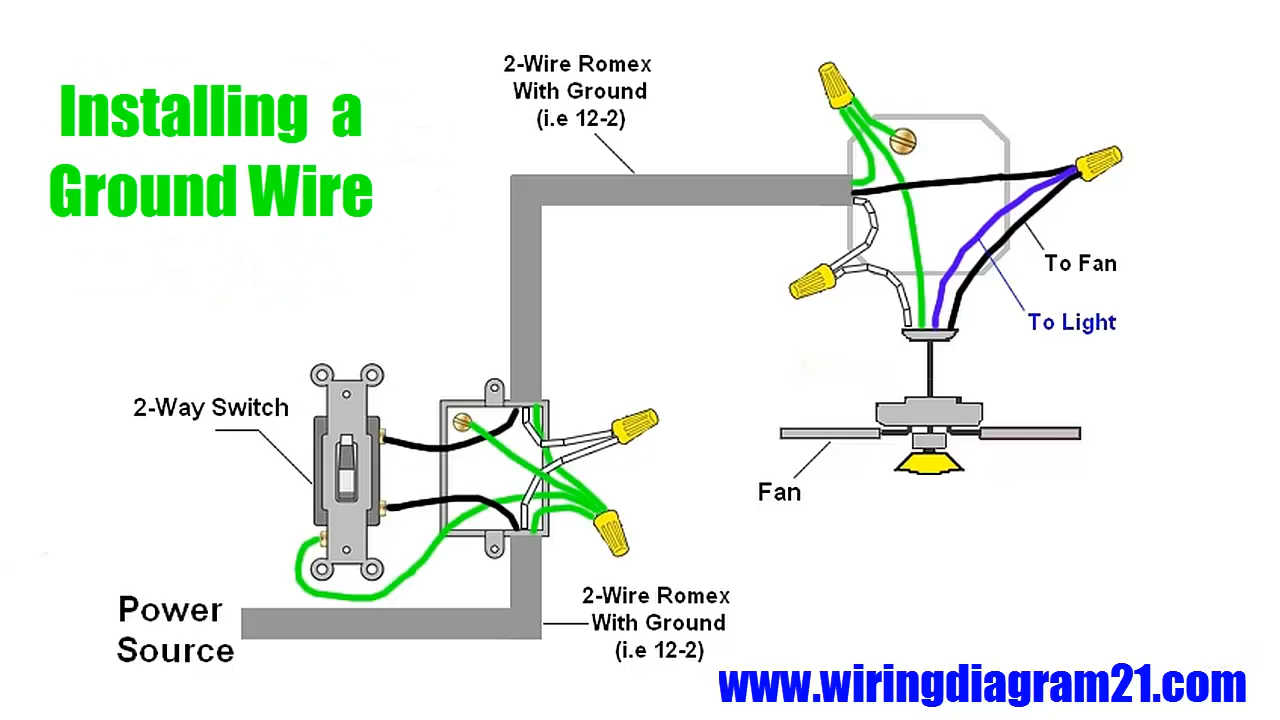 Installing a
Ground Wire
2-Wire Romex
With Ground
(i.e 12-2)
To Fan
To Light
2-Way Switch
Fan
Power
Source
2-Wire Romex
With Ground
(i.e 12-2)
www.wiringdiagram21.com